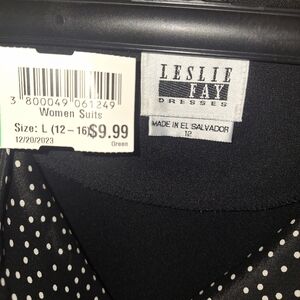 3 800049 061249
Women Suits
Size: L (12 – 16) $9.99
12/20/2023
Green
LESLIE
FAY
DRESSES
MADE IN EL SALVADOR
12